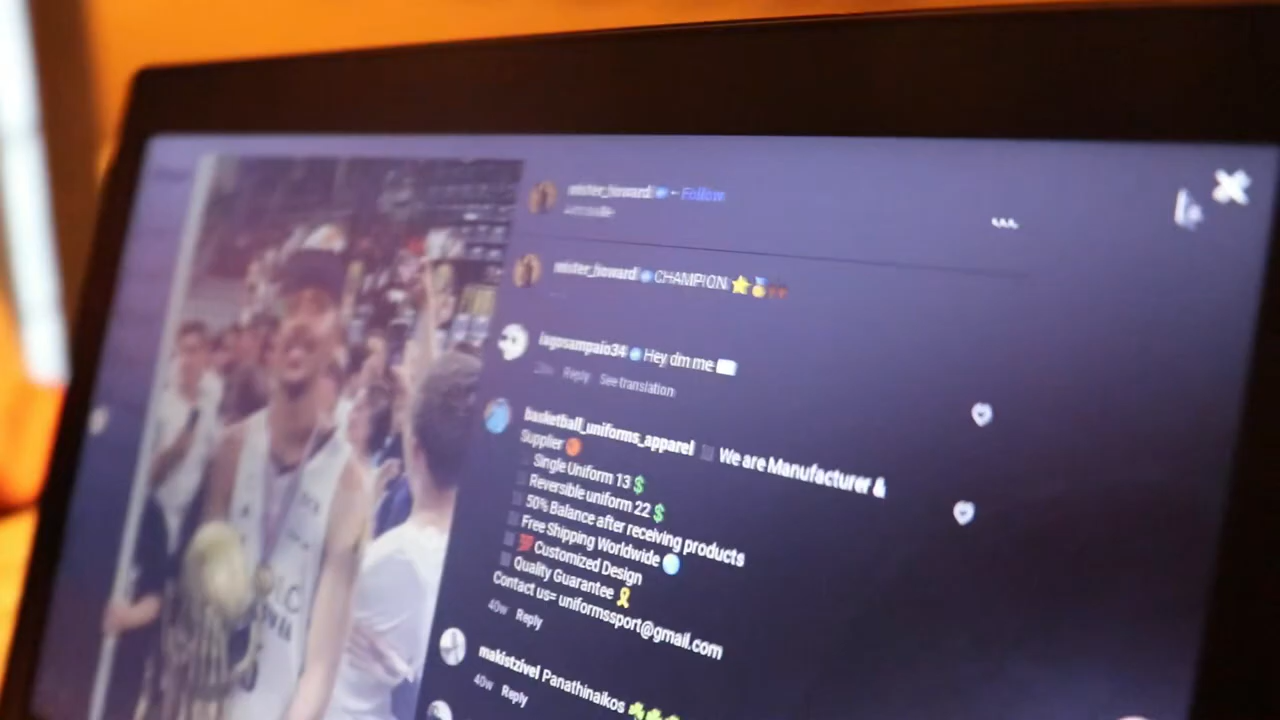 mister_howard • Follow
mister_howard CHAMPION ⭐🏅
iagosampaio34 Hey dm me
Reply See translation
basketball_uniforms_apparel We are Manufacturer &
Supplier
Single Uniform 13 💲
Reversible uniform 22 💲
50% Balance after receiving products
Free Shipping Worldwide
💯 Customized Design
Quality Guarantee 🎗
Contact us= uniformssport@gmail.com
40w Reply
makistzivel Panathinaikos ☘☘☘
40w Reply